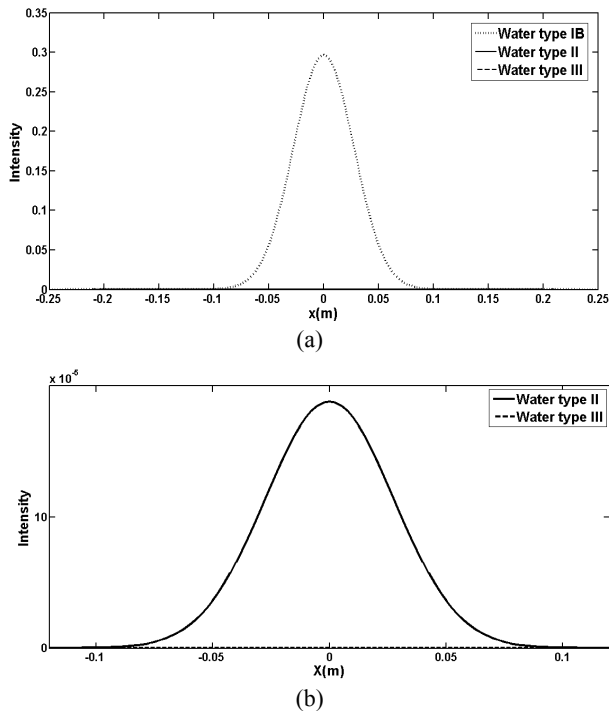 0.35
0.3
0.25
0.2
0.15
0.1
0.05
0
Intensity
Water type IB
Water type II
Water type III
-0.25 -0.2 -0.15 -0.1 -0.05 0 0.05 0.1 0.15 0.2 0.25
x(m)
(a)
x 10
10
0
Intensity
Water type II
Water type III
-0.1 -0.05 0 0.05 0.1
X(m)
(b)